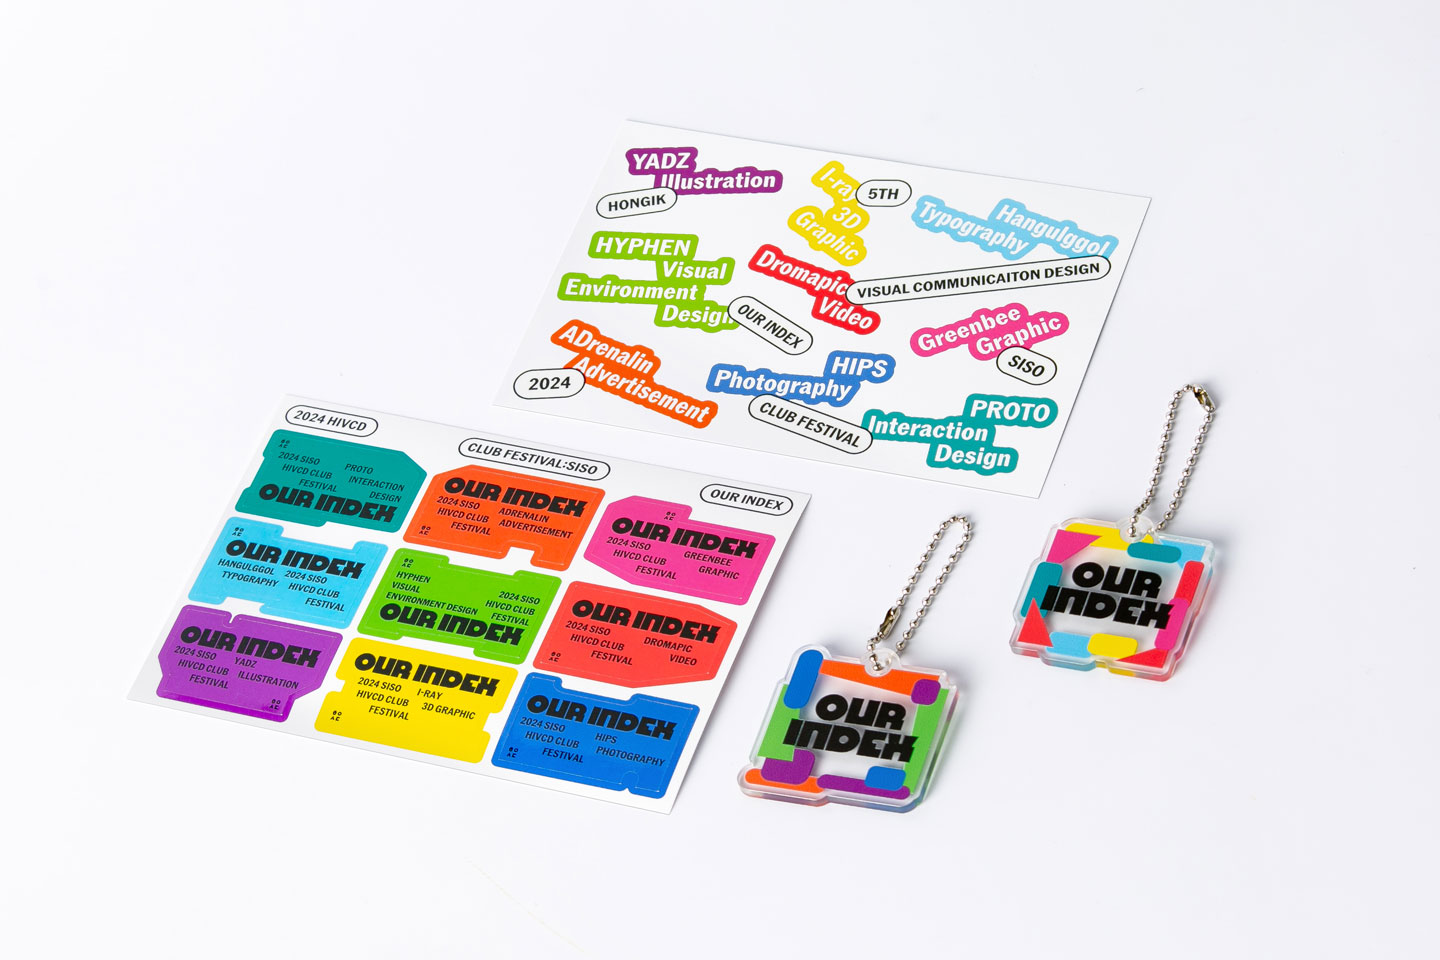 YADZ
Illustration
HONGIK
I-ray
3D
Graphic
5TH
Hangulggol
Typography
HYPHEN
Visual
Environment
Design
Dromapic
Video
VISUAL COMMUNICAITON DESIGN
OUR INDEX
Greenbee
Graphic
SISO
ADrenalin
Advertisement
2024
HIPS
Photography
CLUB FESTIVAL
PROTO
Interaction
Design
2024 HIVCD
CLUB FESTIVAL:SISO
OUR INDEX
2024 SISO
HIVCD CLUB
FESTIVAL
PROTO
INTERACTION
DESIGN
OUR INDEX
OUR INDEX
2024 SISO
HIVCD CLUB
FESTIVAL
ADRENALIN
ADVERTISEMENT
OUR INDEX
2024 SISO
HIVCD CLUB
FESTIVAL
GREENBEE
GRAPHIC
OUR INDEX
HANGULGGOL
TYPOGRAPHY
2024 SISO
HIVCD CLUB
FESTIVAL
HYPHEN
VISUAL
ENVIRONMENT DESIGN
2024 SISO
HIVCD CLUB
FESTIVAL
OUR INDEX
OUR INDEX
2024 SISO
HIVCD CLUB
FESTIVAL
DROMAPIC
VIDEO
OUR INDEX
2024 SISO
HIVCD CLUB
FESTIVAL
YADZ
ILLUSTRATION
OUR INDEX
2024 SISO
HIVCD CLUB
FESTIVAL
I-RAY
3D GRAPHIC
OUR INDEX
2024 SISO
HIVCD CLUB
FESTIVAL
HIPS
PHOTOGRAPHY
OUR
INDEX
OUR
INDEX